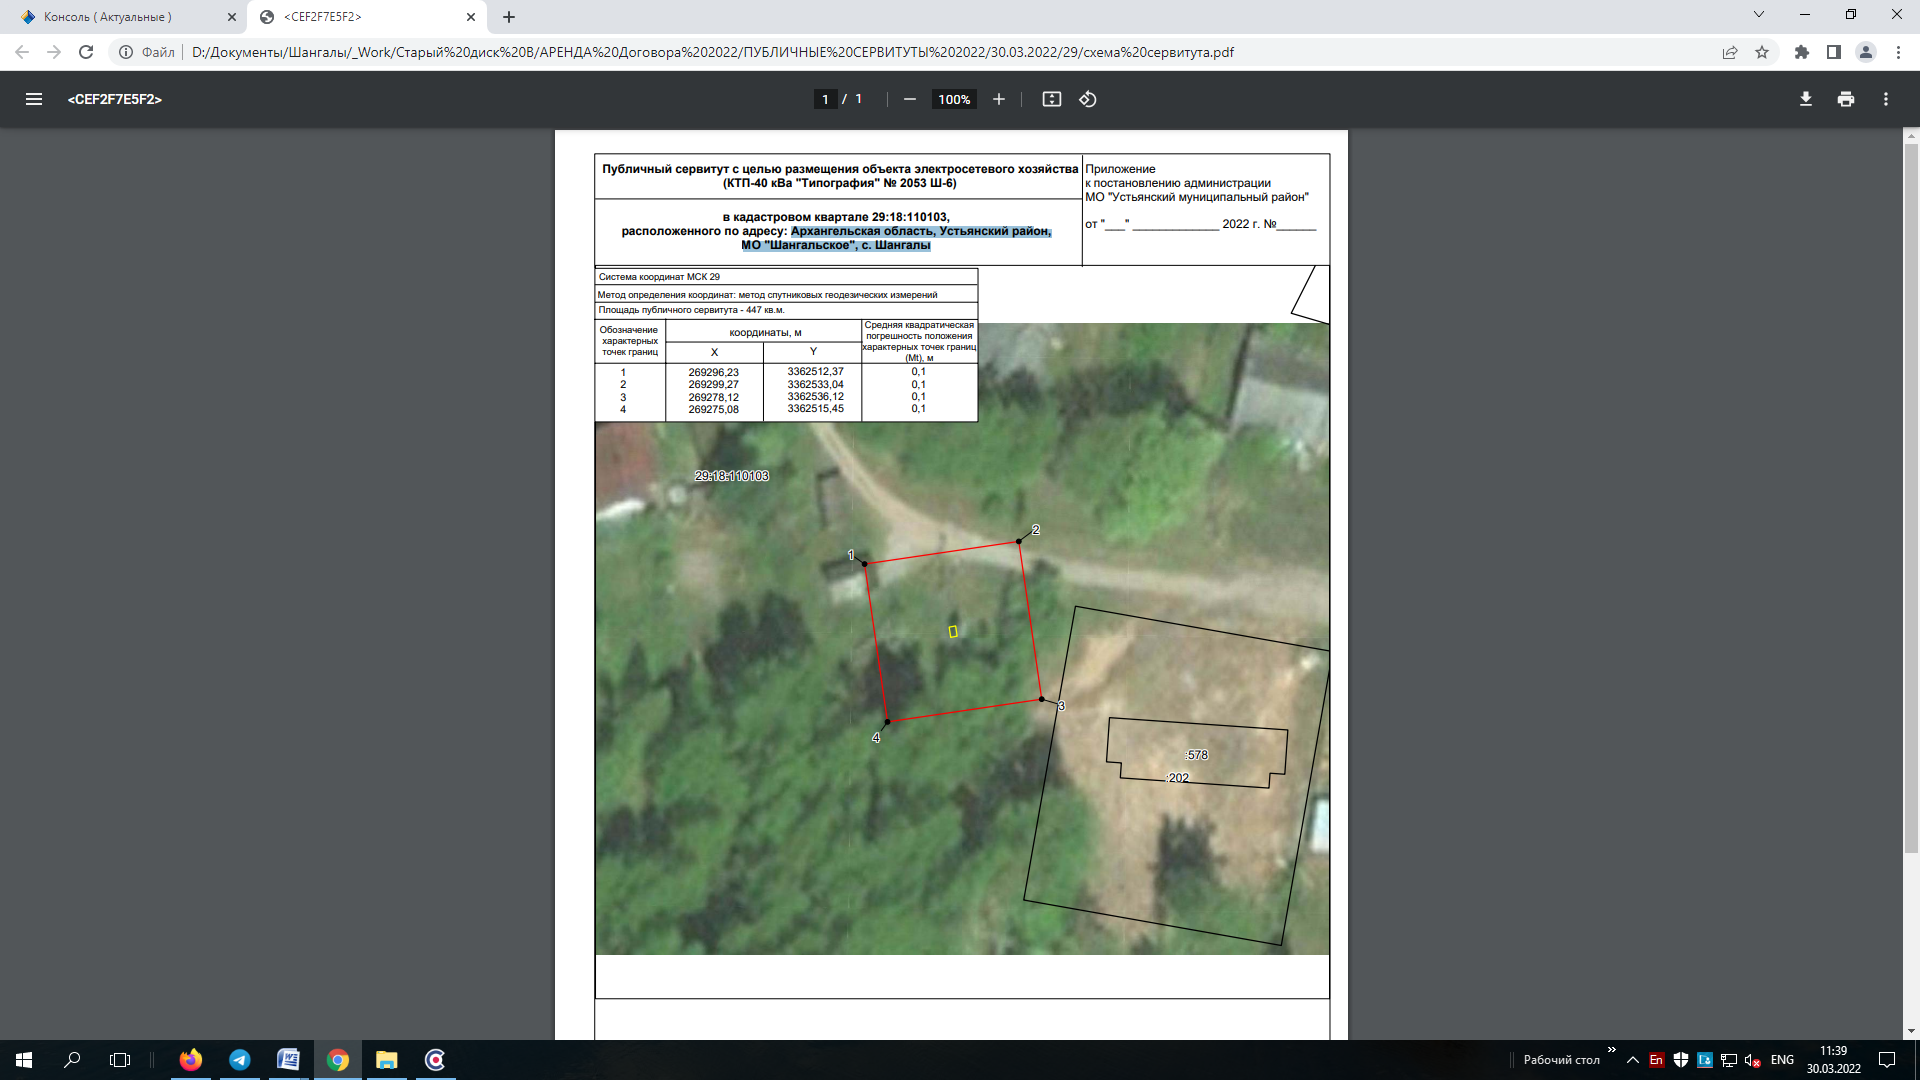 Консоль ( Актуальные )
<CEF2F7E5F2>
Файл
D:/Документы/Шангалы/_Work/Старый%20диск%20В/АРЕНДА%20Договора%202022/ПУБЛИЧНЫЕ%20СЕРВИТУТЫ%202022/30.03.2022/29/схема%20сервитута.pdf
<CEF2F7E5F2>
1 / 1
100%
Публичный сервитут с целью размещения объекта электросетевого хозяйства
(КТП-40 кВа "Типография" № 2053 Ш-6)
в кадастровом квартале 29:18:110103,
расположенного по адресу: Архангельская область, Устьянский район,
МО "Шангальское", с. Шангалы
Приложение
к постановлению администрации
МО "Устьянский муниципальный район"
от "___" _____________ 2022 г. №______
Система координат МСК 29
Метод определения координат: метод спутниковых геодезических измерений
Площадь публичного сервитута - 447 кв.м.
Обозначение
характерных
точек границ
координаты, м
X
Y
Средняя квадратическая
погрешность положения
характерных точек границ
(Mt), м
1 269296,23 3362512,37 0,1
2 269299,27 3362533,04 0,1
3 269278,12 3362536,12 0,1
4 269275,08 3362515,45 0,1
29:18:110103
2
1
3
4
:578
:202
Рабочий стол
En
ENG
11:39
30.03.2022